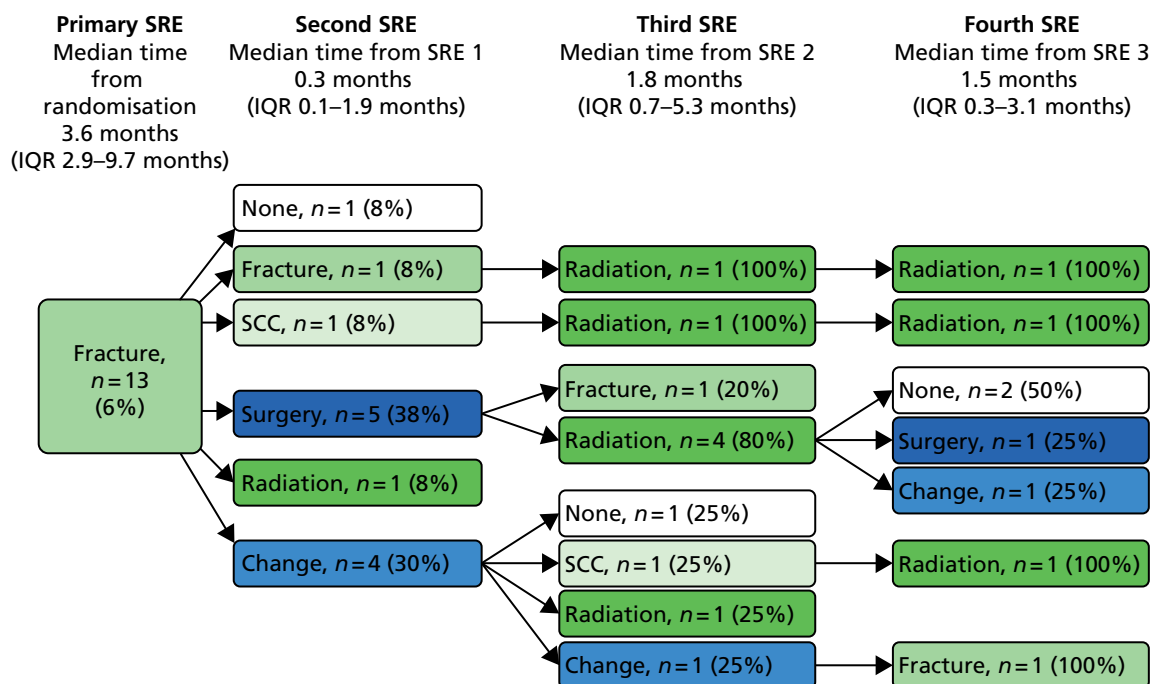 Primary SRE
Median time
from
randomisation
3.6 months
(IQR 2.9–9.7 months)
Second SRE
Median time from SRE 1
0.3 months
(IQR 0.1–1.9 months)
Third SRE
Median time from SRE 2
1.8 months
(IQR 0.7–5.3 months)
Fourth SRE
Median time from SRE 3
1.5 months
(IQR 0.3–3.1 months)
Fracture,
n=13
(6%)
None, n=1 (8%)
Fracture, n=1 (8%)
SCC, n=1 (8%)
Surgery, n=5 (38%)
Radiation, n=1 (8%)
Change, n=4 (30%)
Radiation, n=1 (100%)
Radiation, n=1 (100%)
Fracture, n=1 (20%)
Radiation, n=4 (80%)
None, n=1 (25%)
SCC, n=1 (25%)
Radiation, n=1 (25%)
Change, n=1 (25%)
Radiation, n=1 (100%)
Radiation, n=1 (100%)
None, n=2 (50%)
Surgery, n=1 (25%)
Change, n=1 (25%)
Radiation, n=1 (100%)
Fracture, n=1 (100%)